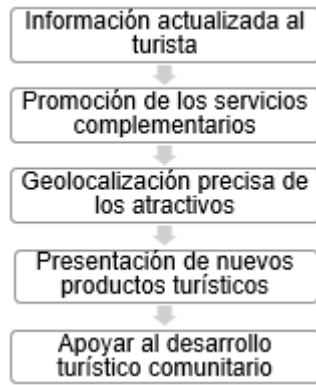 Información actualizada al
turista
Promoción de los servicios
complementarios
Geolocalización precisa de
los atractivos
Presentación de nuevos
productos turísticos
Apoyar al desarrollo
turístico comunitario